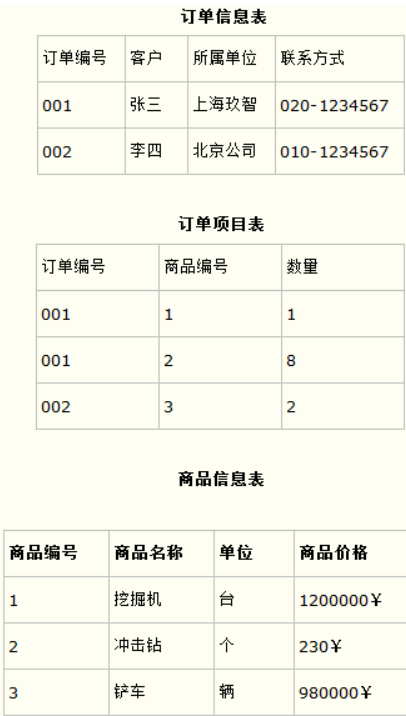 订单信息表
订单编号 客户 所属单位 联系方式
001 张三 上海玖智 020-1234567
002 李四 北京公司 010-1234567
订单项目表
订单编号 商品编号 数量
001 1 1
001 2 8
002 3 2
商品信息表
商品编号 商品名称 单位 商品价格
1 挖掘机 台 1200000¥
2 冲击钻 个 230¥
3 铲车 辆 980000¥